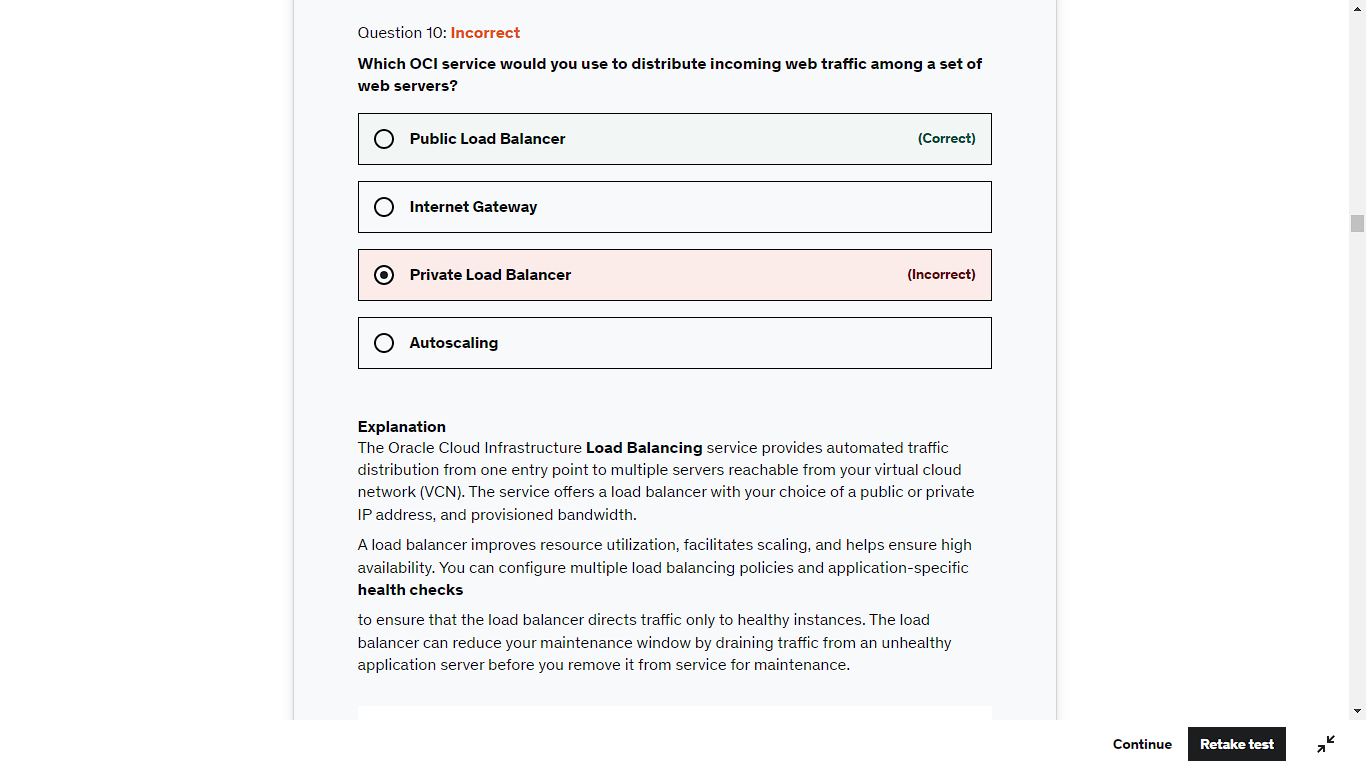 Question 10: Incorrect
Which OCI service would you use to distribute incoming web traffic among a set of
web servers?
Public Load Balancer (Correct)
Internet Gateway
Private Load Balancer (Incorrect)
Autoscaling
Explanation
The Oracle Cloud Infrastructure Load Balancing service provides automated traffic
distribution from one entry point to multiple servers reachable from your virtual cloud
network (VCN). The service offers a load balancer with your choice of a public or private
IP address, and provisioned bandwidth.
A load balancer improves resource utilization, facilitates scaling, and helps ensure high
availability. You can configure multiple load balancing policies and application-specific
health checks
to ensure that the load balancer directs traffic only to healthy instances. The load
balancer can reduce your maintenance window by draining traffic from an unhealthy
application server before you remove it from service for maintenance.
Continue
Retake test